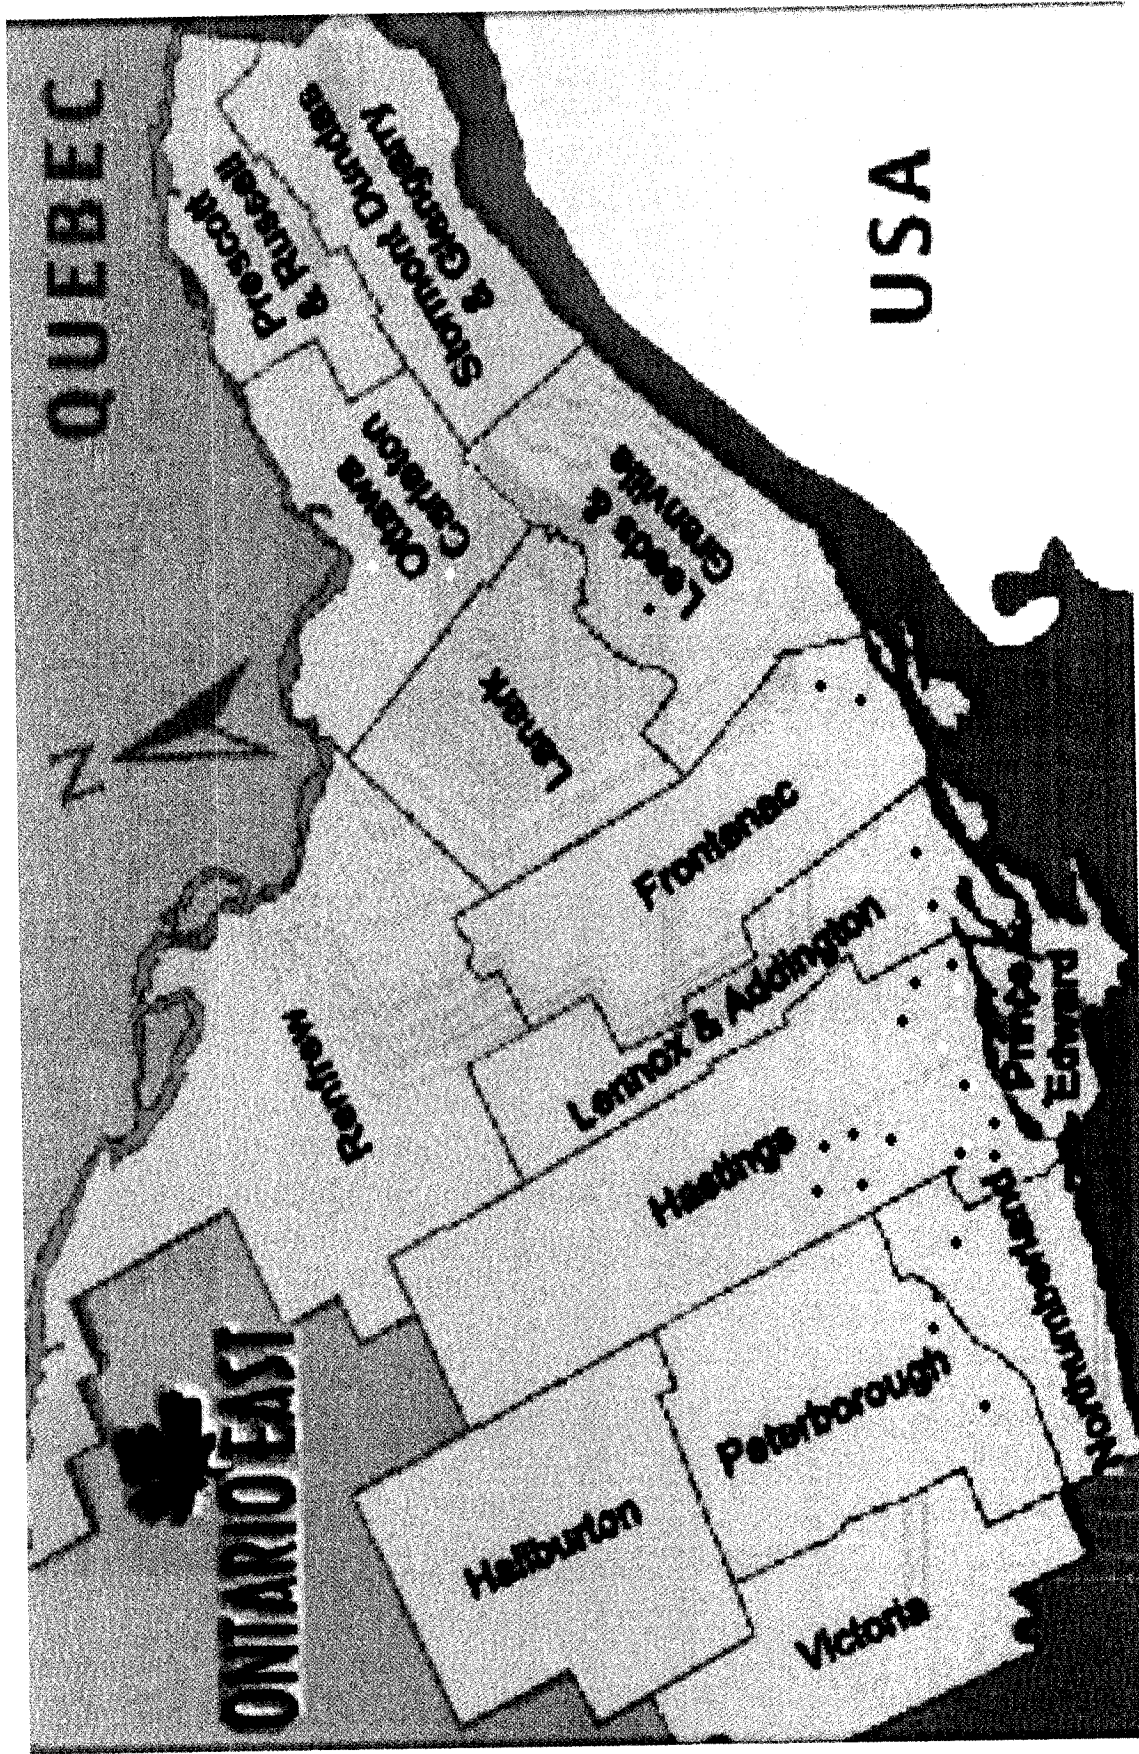 QUEBEC
USA
N
ONTARIO EAST
Prescott
& Russell
Stormont Dundas
& Glengarry
Ottawa
Carleton
Leeds &
Grenville
Lanark
Frontenac
Renfrew
Lennox & Addington
Prince
Edward
Hastings
Northumberland
Peterborough
Haliburton
Victoria